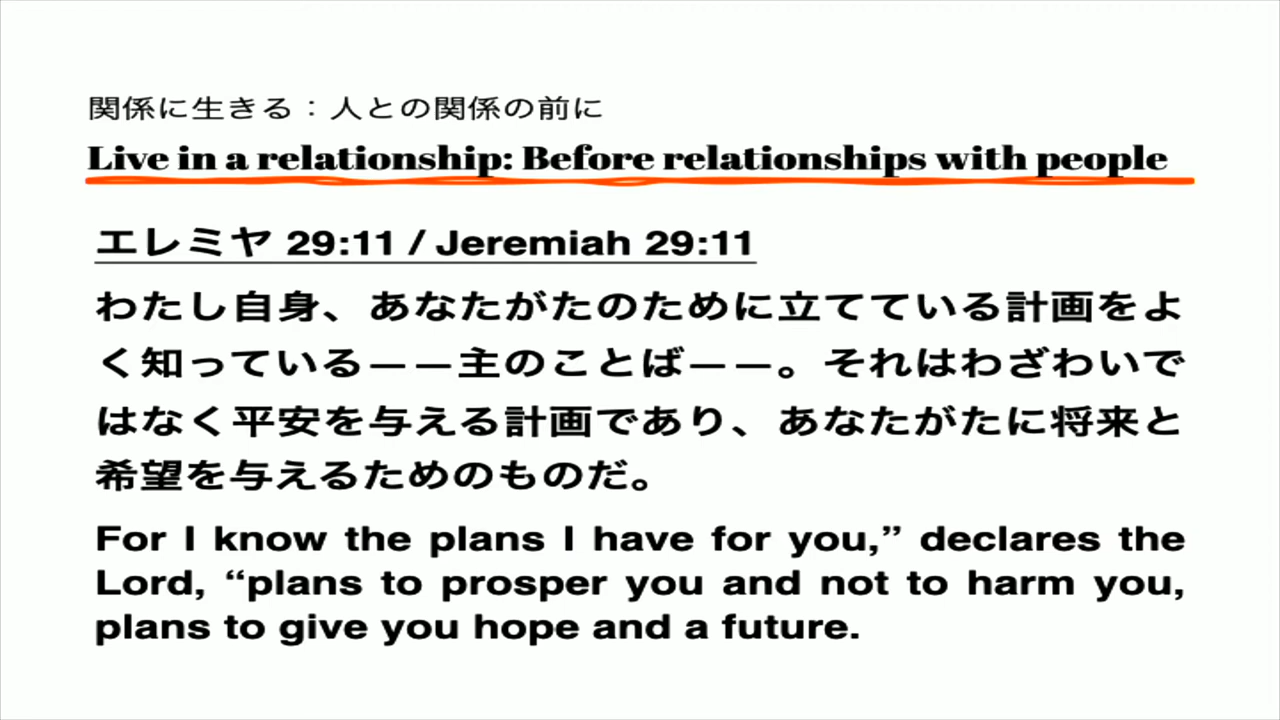 関係に生きる：人との関係の前に
Live in a relationship: Before relationships with people
エレミヤ 29:11 / Jeremiah 29:11
わたし自身、あなたがたのために立てている計画をよ
く知っている——主のことば——。それはわざわいで
はなく平安を与える計画であり、あなたがたに将来と
希望を与えるためのものだ。
For I know the plans I have for you,” declares the
Lord, “plans to prosper you and not to harm you,
plans to give you hope and a future.